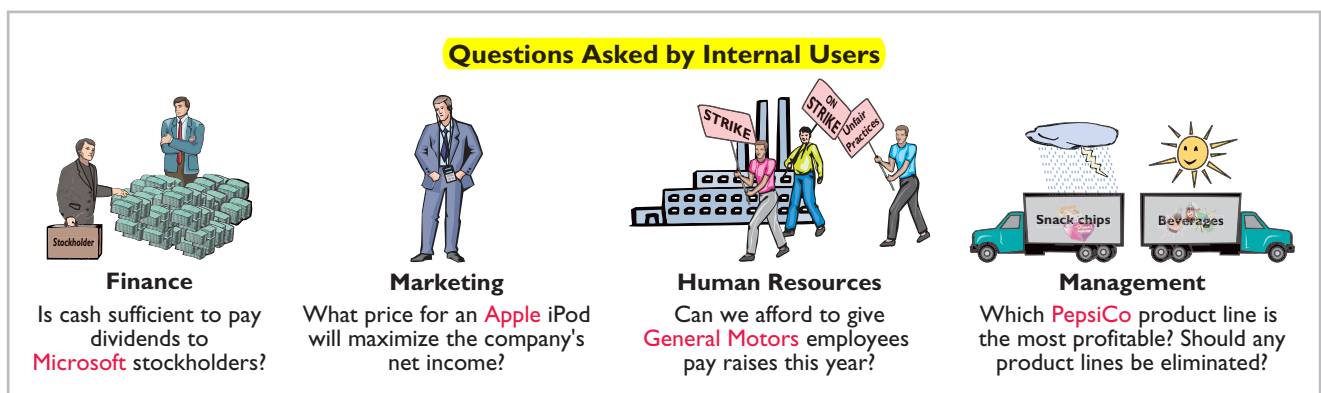 Questions Asked by Internal Users
STRIKE
ON
STRIKE
Unfair
Practices
Stockholder
Snack chips
Beverages
Finance
Is cash sufficient to pay
dividends to
Microsoft stockholders?
Marketing
What price for an Apple iPod
will maximize the company's
net income?
Human Resources
Can we afford to give
General Motors employees
pay raises this year?
Management
Which PepsiCo product line is
the most profitable? Should any
product lines be eliminated?